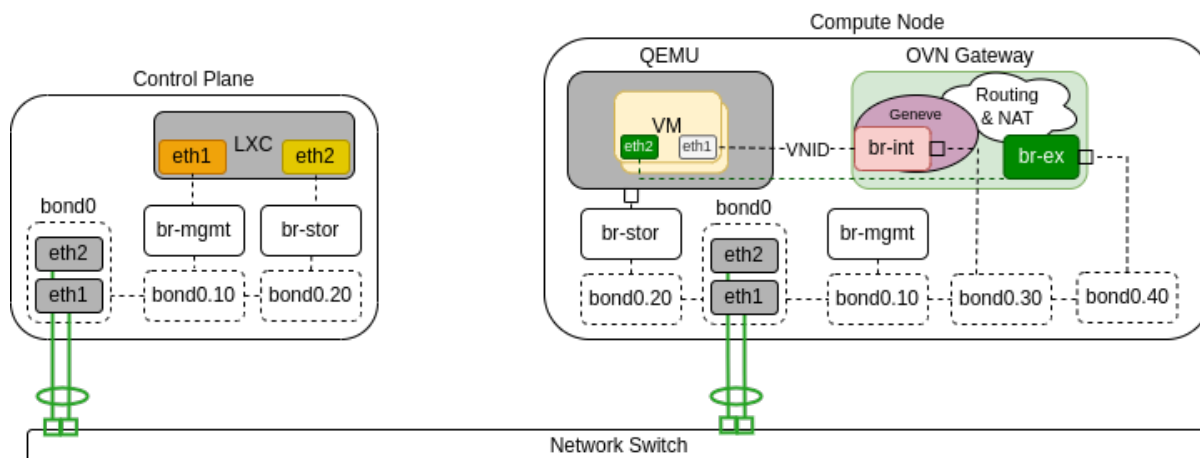 Compute Node
Control Plane
QEMU
OVN Gateway
LXC
eth1
eth2
VM
eth2
eth1
VNID
Geneve
Routing
& NAT
br-int
br-ex
bond0
eth2
eth1
br-mgmt
br-stor
bond0.10
bond0.20
br-stor
bond0
br-mgmt
eth2
eth1
bond0.20
bond0.10
bond0.30
bond0.40
Network Switch